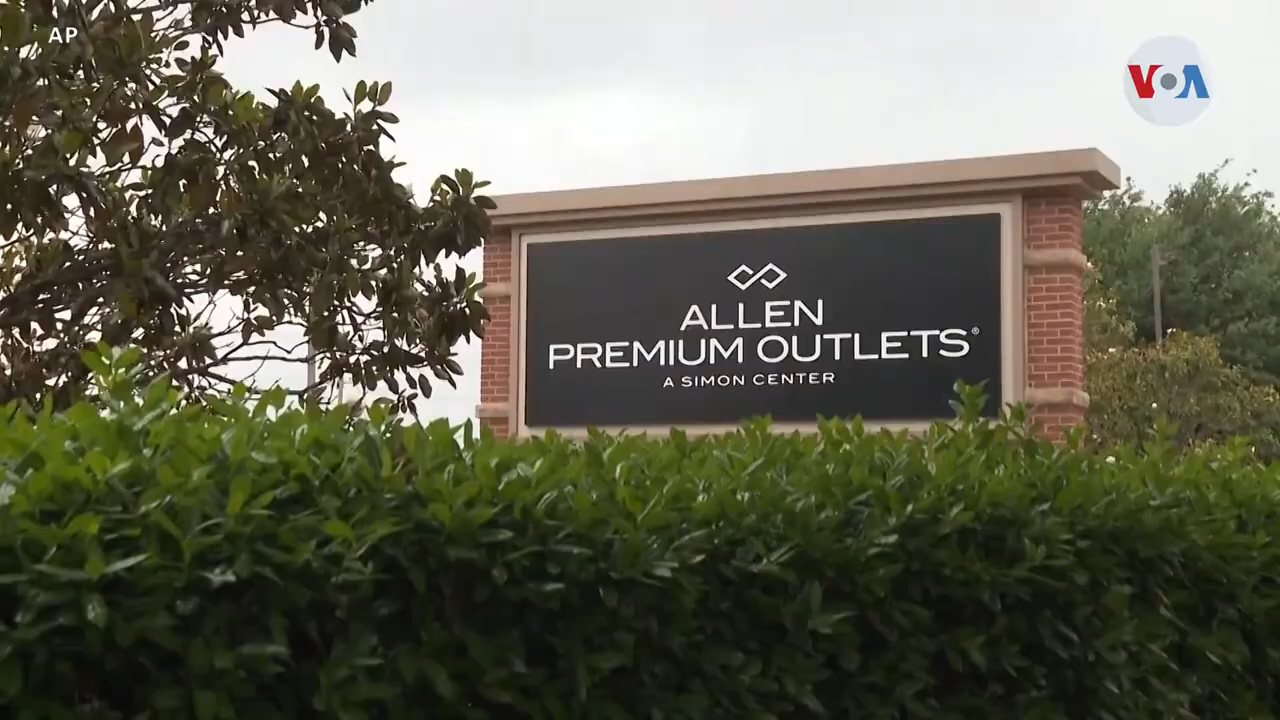 AP
VOA
ALLEN
PREMIUM OUTLETS®
A SIMON CENTER